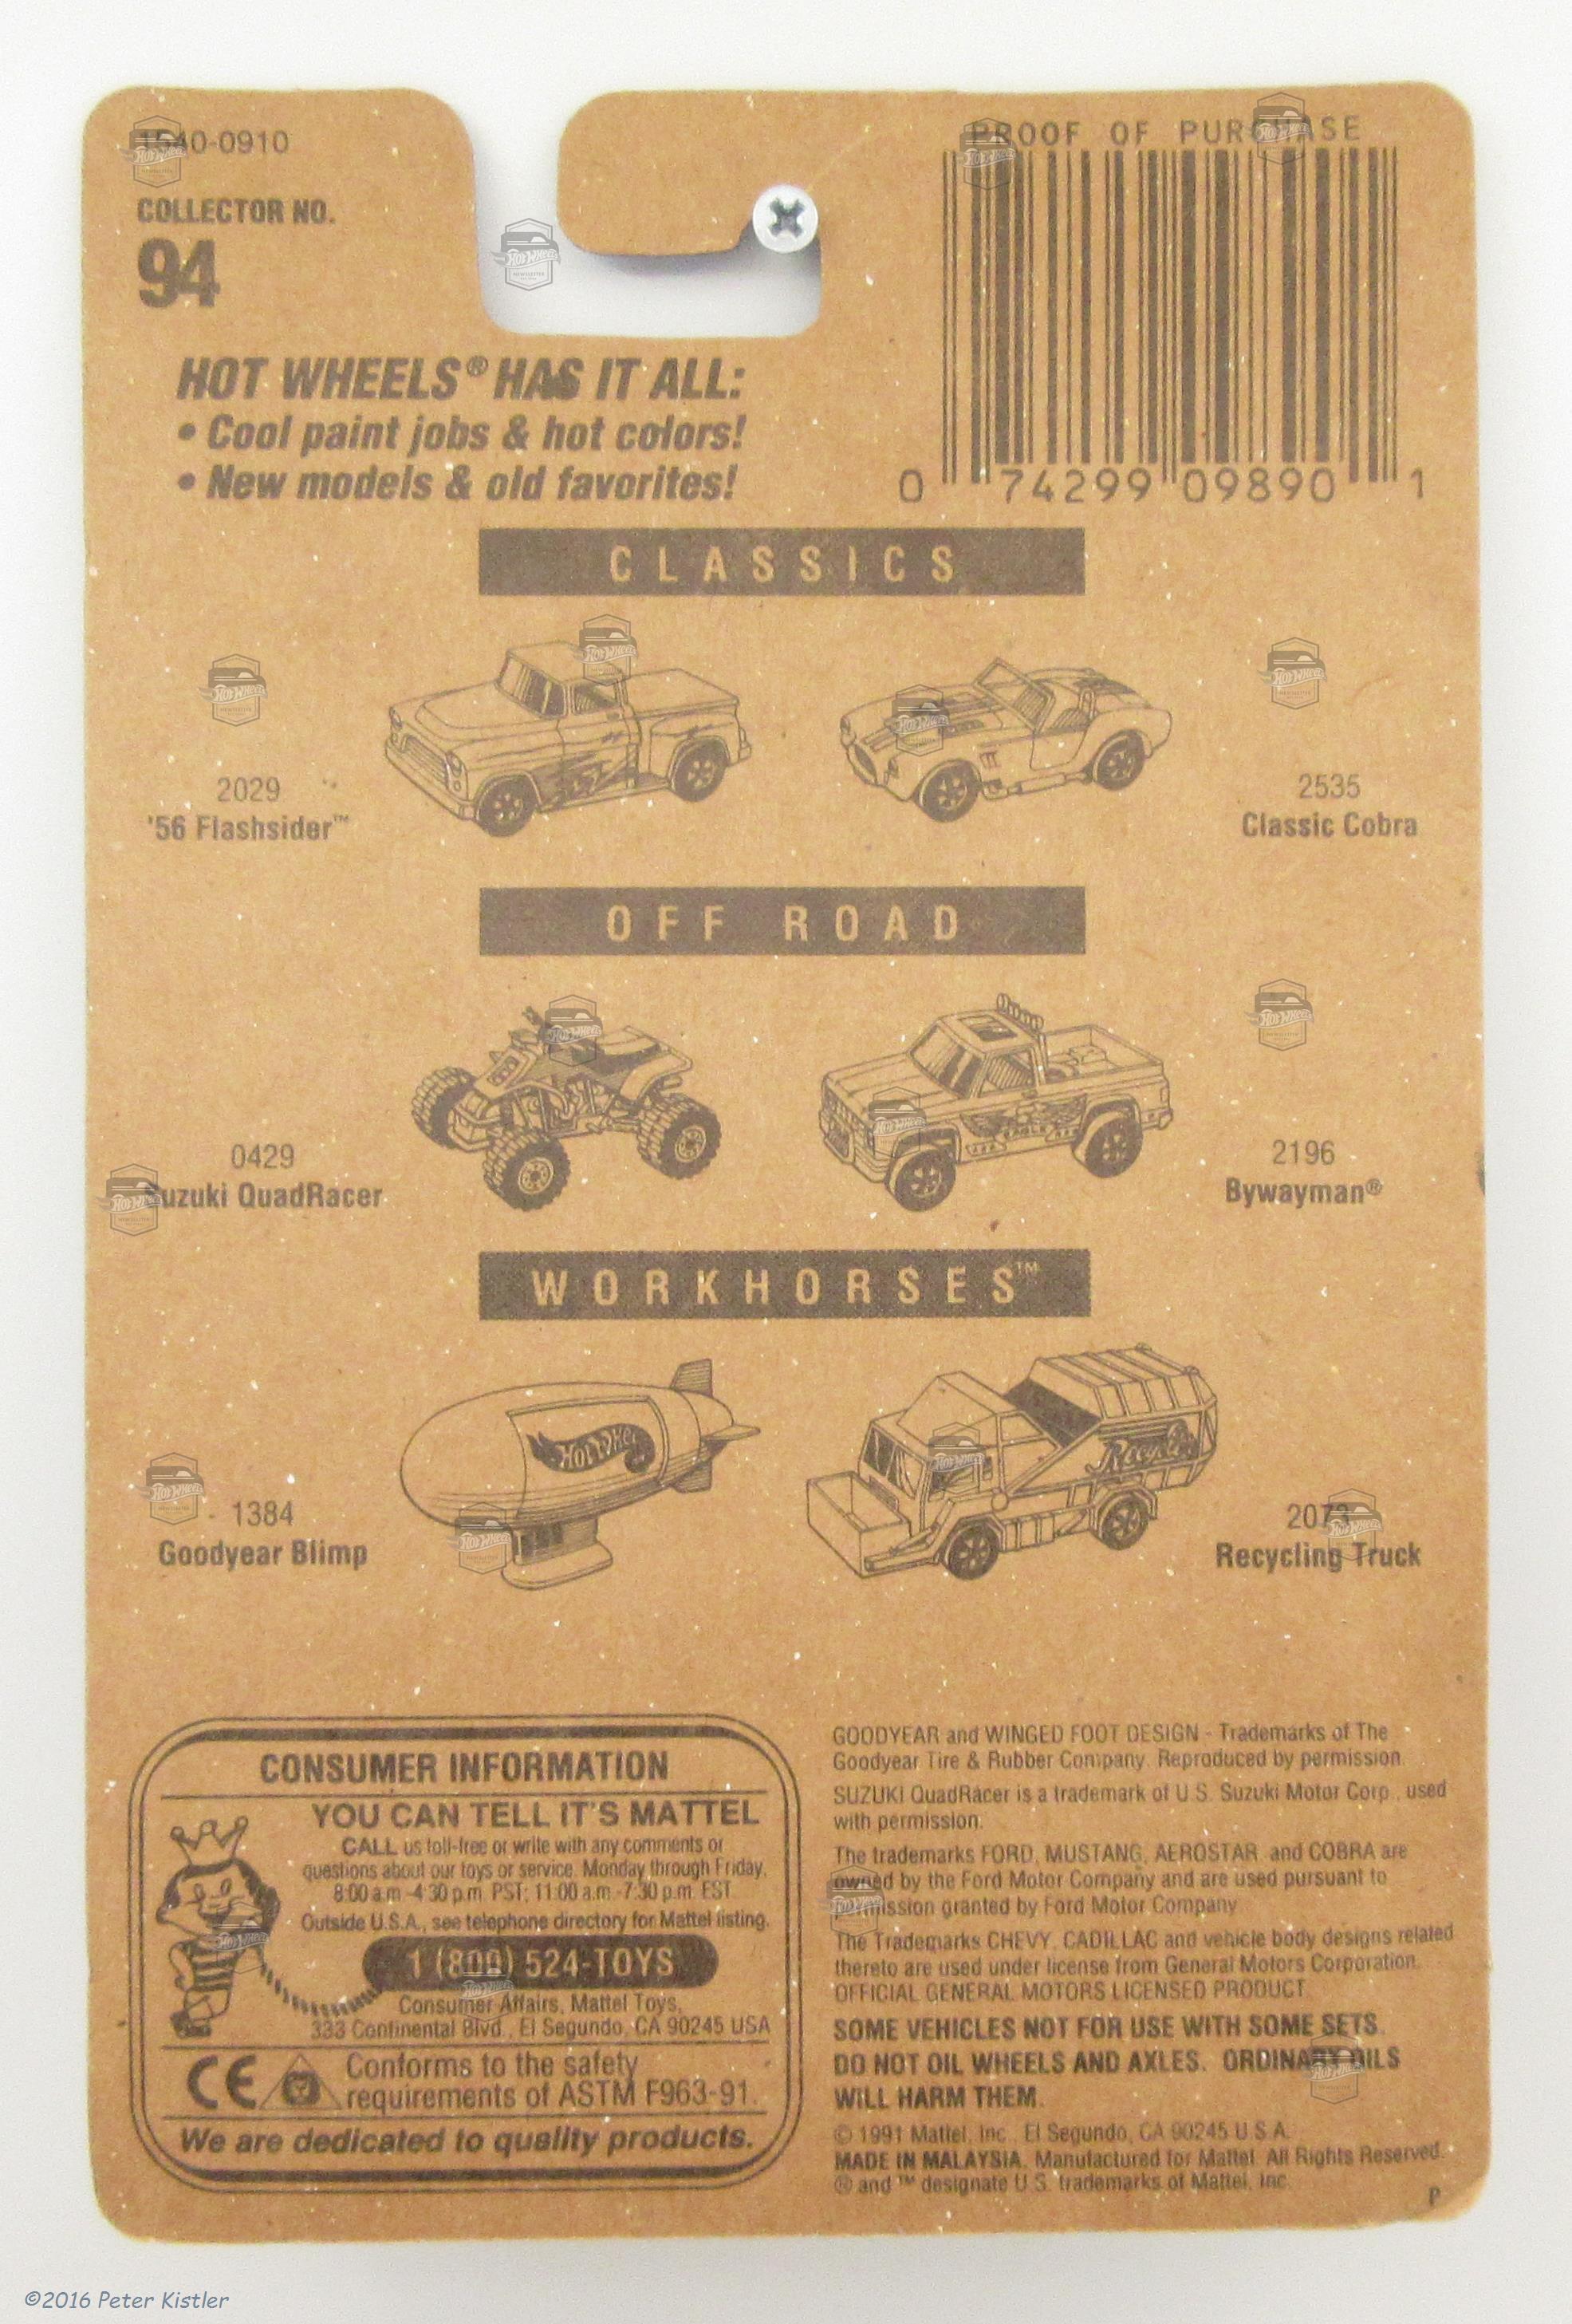 1540-0910
COLLECTOR NO.
94
PROOF OF PURCHASE
0 74299 09890 1
HOT WHEELS® HAS IT ALL:
• Cool paint jobs & hot colors!
• New models & old favorites!
CLASSICS
2029
'56 Flashsider™
2535
Classic Cobra
OFF ROAD
0429
Suzuki QuadRacer
2196
Bywayman®
EAGLE
WORKHORSES™
1384
Goodyear Blimp
Hot Wheels
Recycling
Recycling Truck
CONSUMER INFORMATION
YOU CAN TELL IT'S MATTEL
CALL us toll-free or write with any comments or
questions about our toys or service, Monday through Friday,
8:00 a.m.-4:30 p.m. PST; 11:00 a.m.-7:30 p.m. EST
Outside U.S.A., see telephone directory for Mattel listing.
1 (800) 524-TOYS
Consumer Affairs, Mattel Toys,
333 Continental Blvd., El Segundo, CA 90245 USA
CE
Conforms to the safety
requirements of ASTM F963-91.
We are dedicated to quality products.
GOODYEAR and WINGED FOOT DESIGN - Trademarks of The
Goodyear Tire & Rubber Company. Reproduced by permission.
SUZUKI QuadRacer is a trademark of U.S. Suzuki Motor Corp., used
with permission.
The trademarks FORD, MUSTANG, AEROSTAR and COBRA are
owned by the Ford Motor Company and are used pursuant to
permission granted by Ford Motor Company.
The Trademarks CHEVY, CADILLAC and vehicle body designs related
thereto are used under license from General Motors Corporation.
OFFICIAL GENERAL MOTORS LICENSED PRODUCT.
SOME VEHICLES NOT FOR USE WITH SOME SETS.
DO NOT OIL WHEELS AND AXLES. ORDINARY OILS
WILL HARM THEM.
© 1991 Mattel, Inc., El Segundo, CA 90245 U.S.A.
MADE IN MALAYSIA. Manufactured for Mattel. All Rights Reserved.
® and ™ designate U.S. trademarks of Mattel, Inc.
P
©2016 Peter Kistler